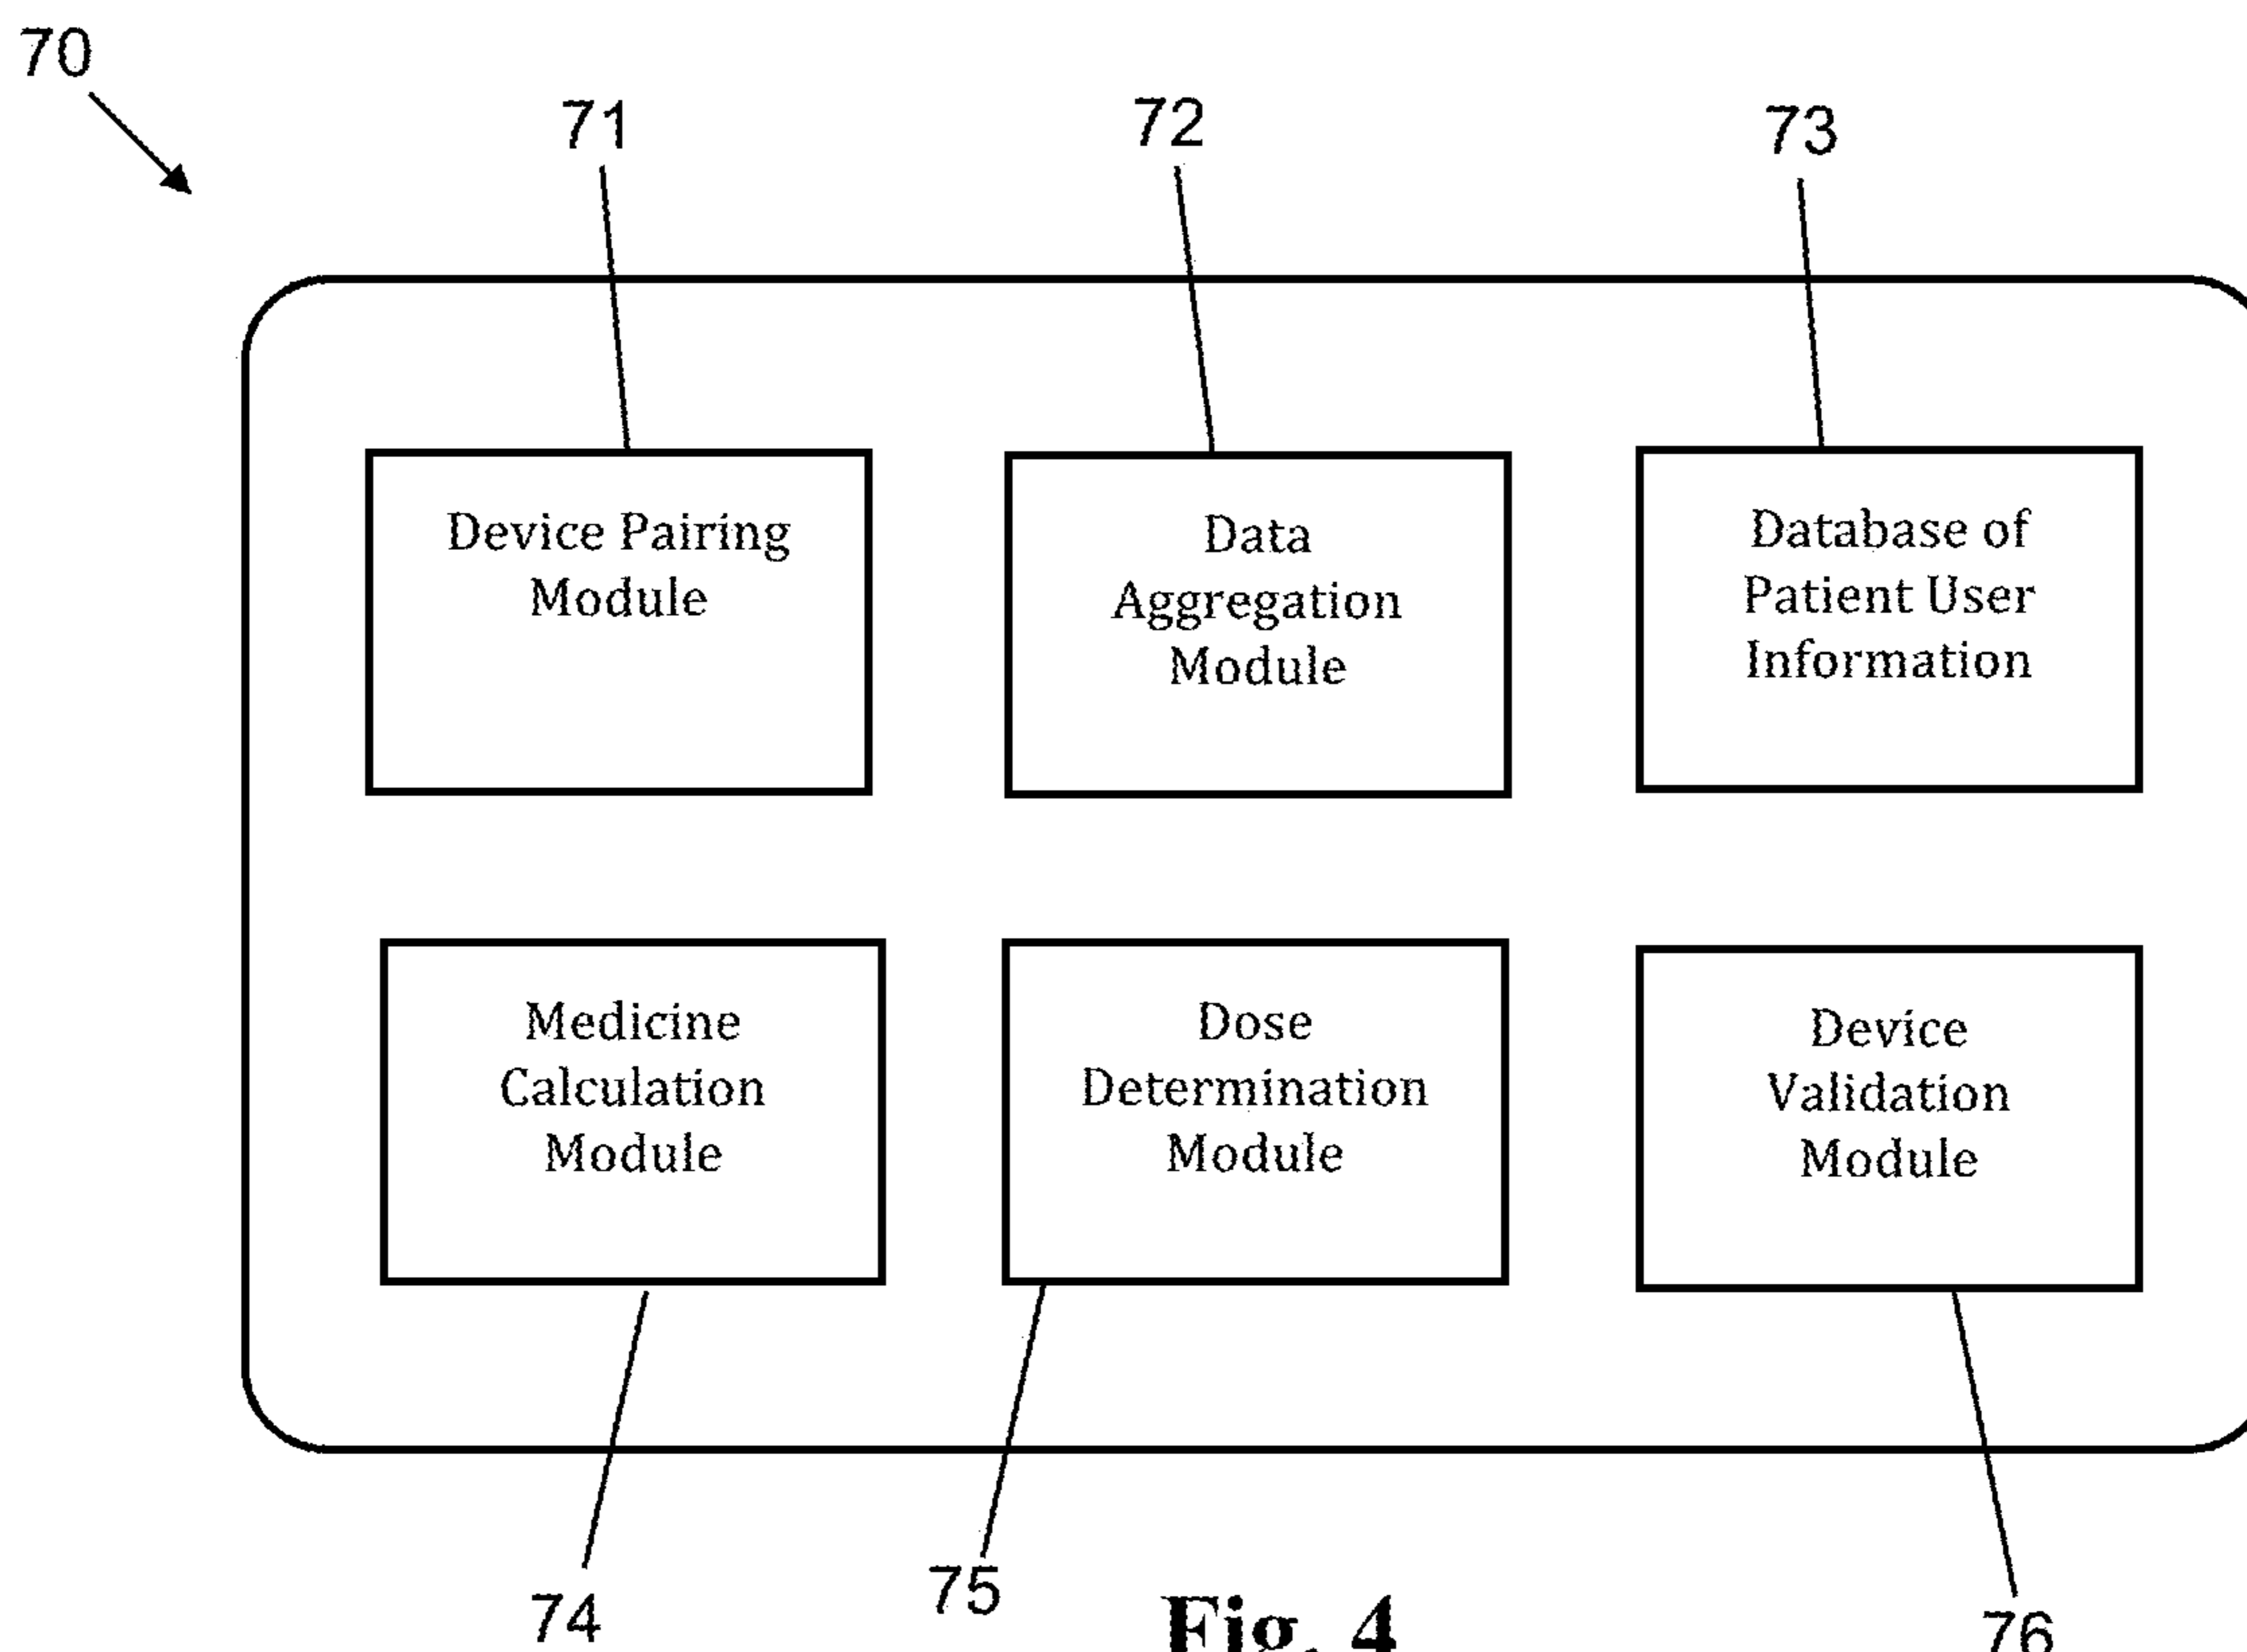 70
71
72
73
Device Pairing
Module
Data
Aggregation
Module
Database of
Patient User
Information
Medicine
Calculation
Module
Dose
Determination
Module
Device
Validation
Module
74
75
76
Fig. 4